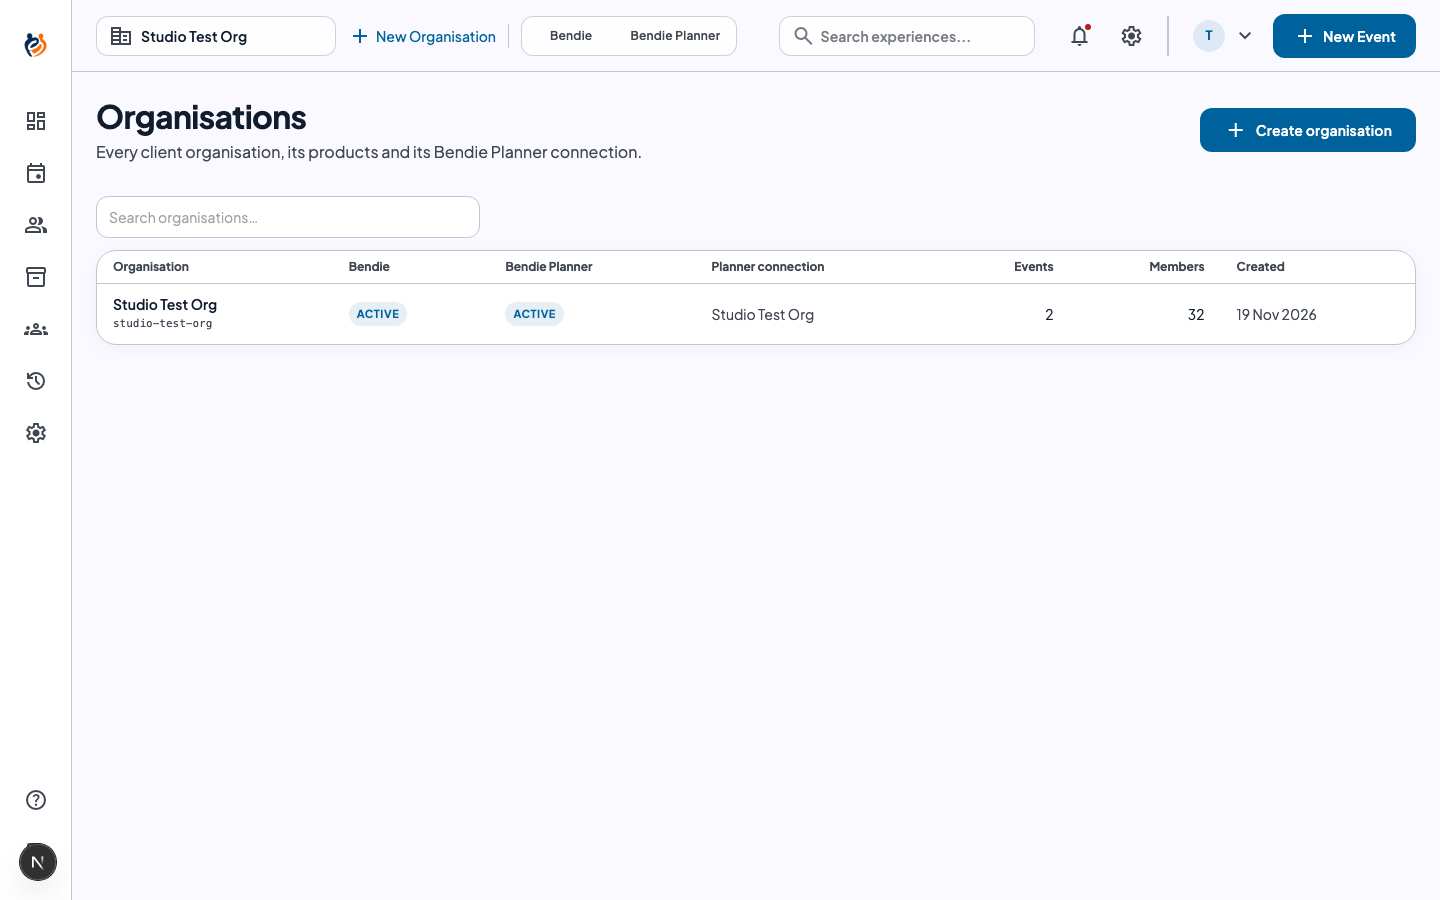 Studio Test Org
New Organisation
Bendie
Bendie Planner
Search experiences...
T
New Event
Organisations
Every client organisation, its products and its Bendie Planner connection.
Create organisation
Search organisations...
Organisation
Bendie
Bendie Planner
Planner connection
Events
Members
Created
Studio Test Org
studio-test-org
ACTIVE
ACTIVE
Studio Test Org
2
32
19 Nov 2026
N